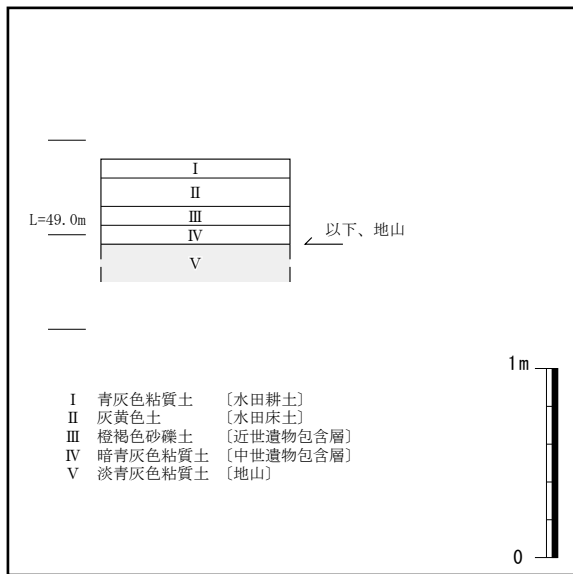 Ⅰ
Ⅱ
L=49.0m
Ⅲ
Ⅳ
以下、地山
Ⅴ
1m
Ⅰ 青灰色粘質土 〔水田耕土〕
Ⅱ 灰黄色土 〔水田床土〕
Ⅲ 橙褐色砂礫土 〔近世遺物包含層〕
Ⅳ 暗青灰色粘質土 〔中世遺物包含層〕
Ⅴ 淡青灰色粘質土 〔地山〕
0